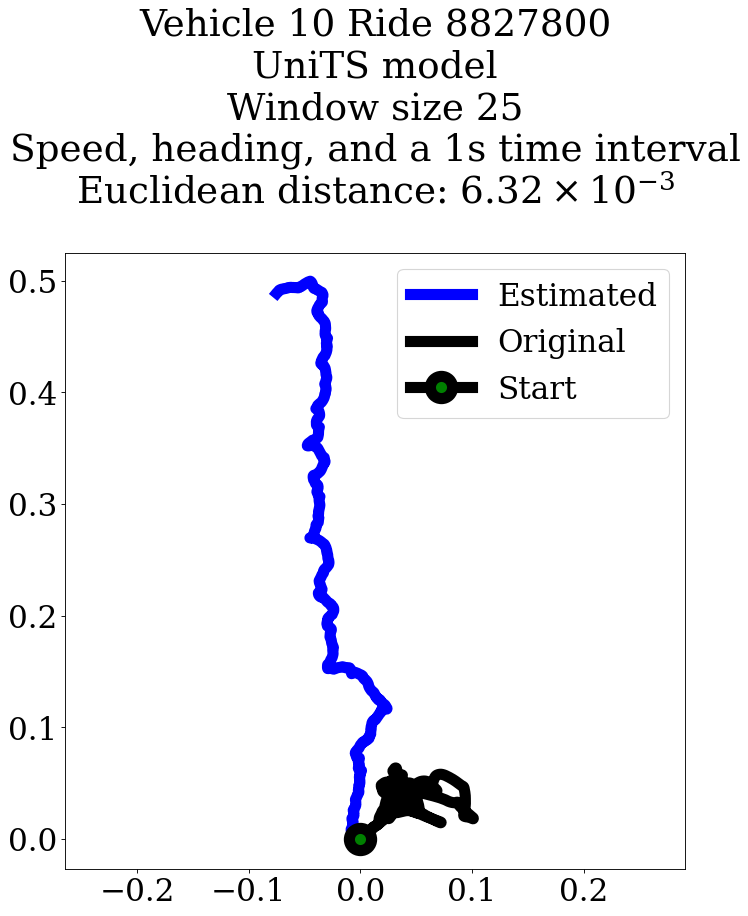 Vehicle 10 Ride 8827800
UniTS model
Window size 25
Speed, heading, and a 1s time interval
Euclidean distance: 6.32 × 10⁻³
Estimated
Original
Start
0.5
0.4
0.3
0.2
0.1
0.0
−0.2 −0.1 0.0 0.1 0.2